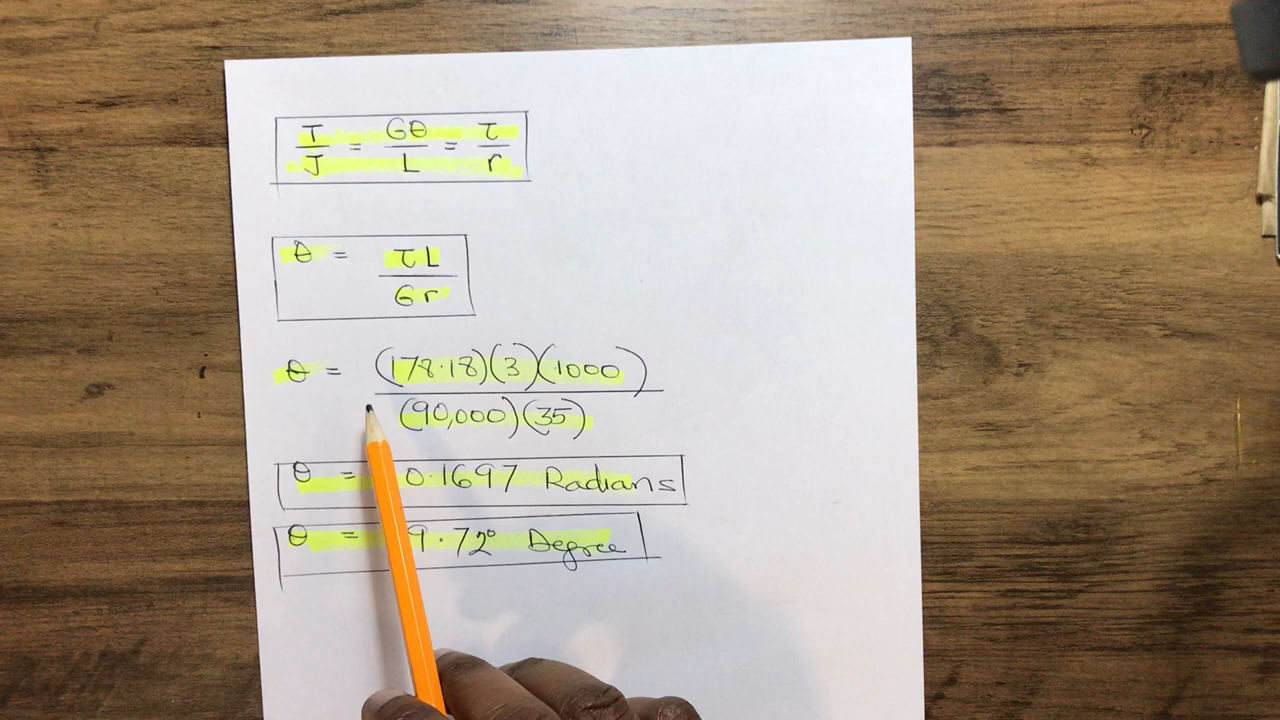 T/J = Gθ/L = τ/r
θ = τL/Gr
θ = (178.18)(3)(1000)/(90,000)(35)
θ = 0.1697 Radians
θ = 9.72° Degree